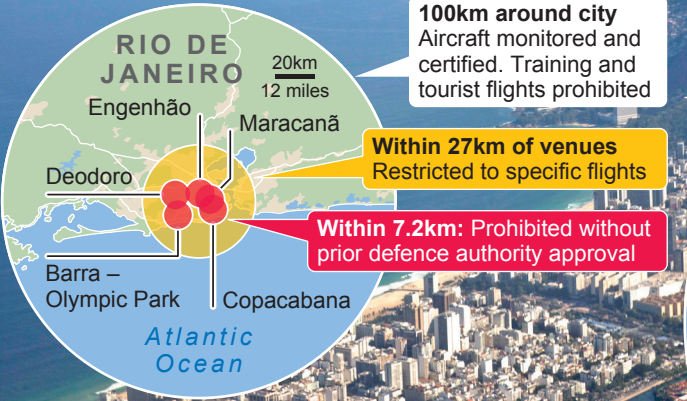 RIO DE
JANEIRO
20km
12 miles
Engenhão
Maracanã
Deodoro
Barra –
Olympic Park
Copacabana
Atlantic
Ocean
100km around city
Aircraft monitored and
certified. Training and
tourist flights prohibited
Within 27km of venues
Restricted to specific flights
Within 7.2km: Prohibited without
prior defence authority approval